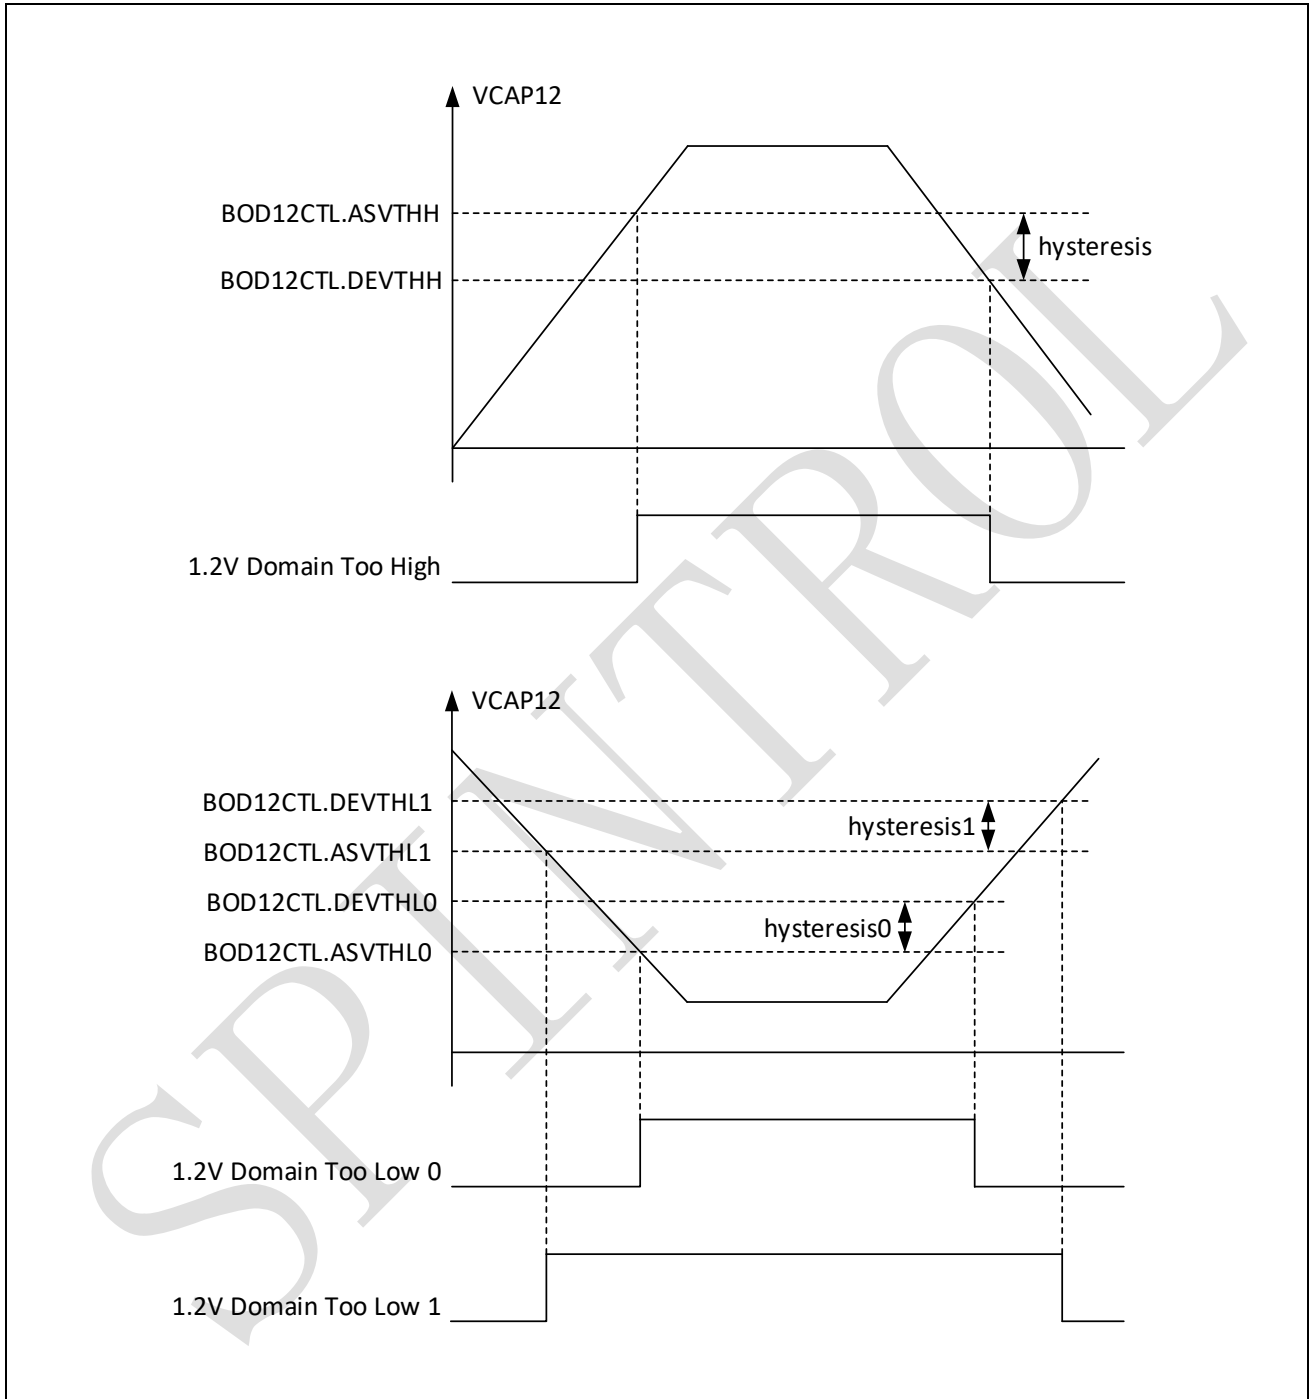 VCAP12
BOD12CTL.ASVTHH
hysteresis
BOD12CTL.DEVTHH
1.2V Domain Too High
VCAP12
BOD12CTL.DEVTHL1
hysteresis1
BOD12CTL.ASVTHL1
BOD12CTL.DEVTHL0
hysteresis0
BOD12CTL.ASVTHL0
1.2V Domain Too Low 0
1.2V Domain Too Low 1
SPINTROL